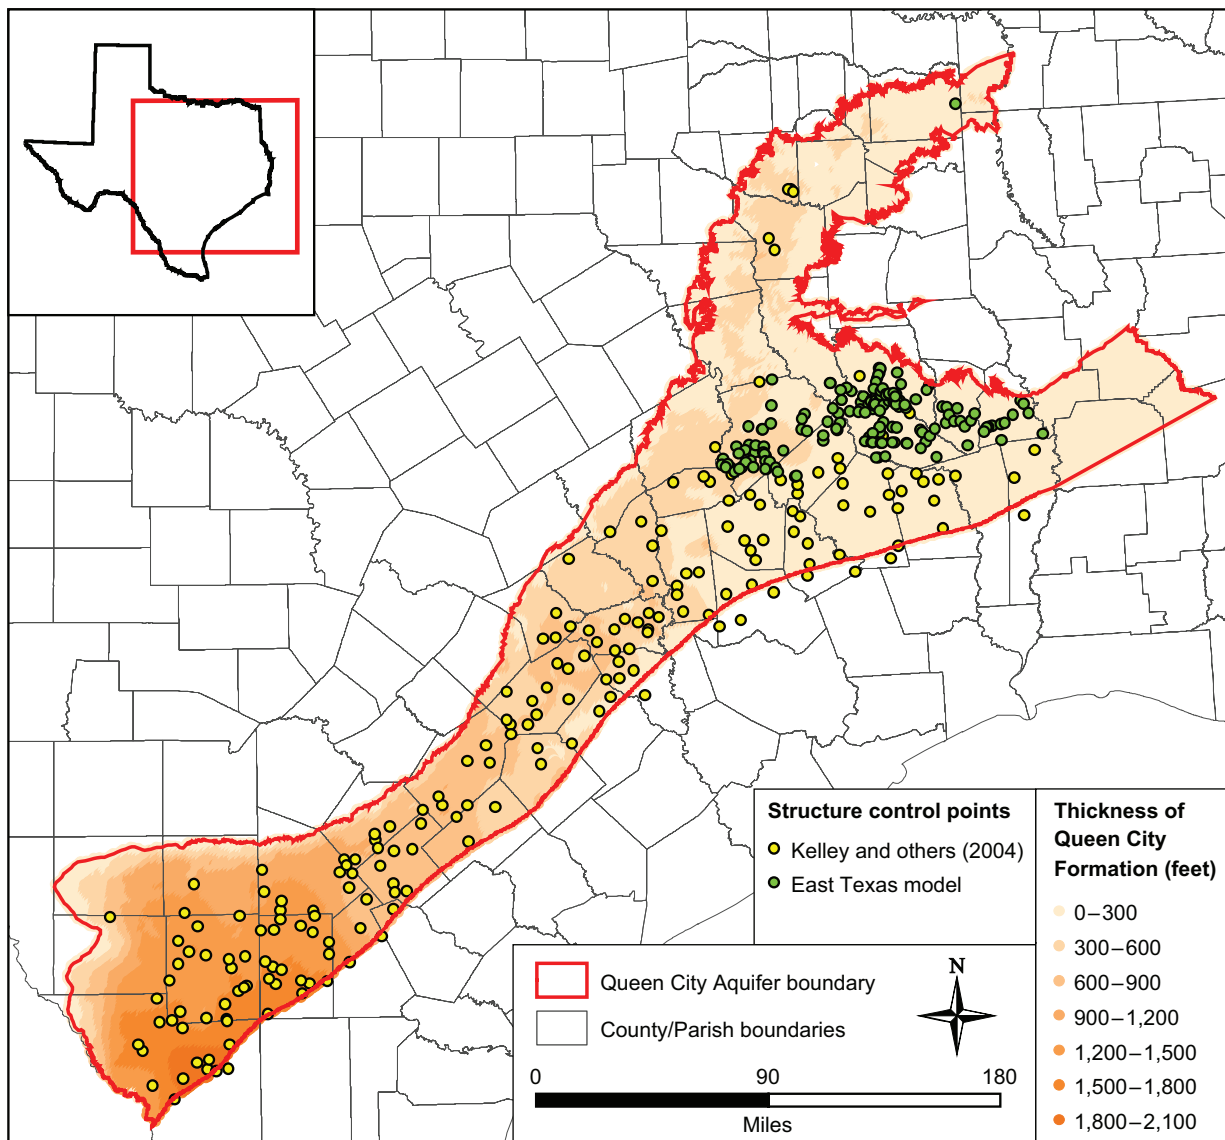 Structure control points
Kelley and others (2004)
East Texas model
Thickness of
Queen City
Formation (feet)
0–300
300–600
600–900
900–1,200
1,200–1,500
1,500–1,800
1,800–2,100
Queen City Aquifer boundary
County/Parish boundaries
N
0 90 180
Miles